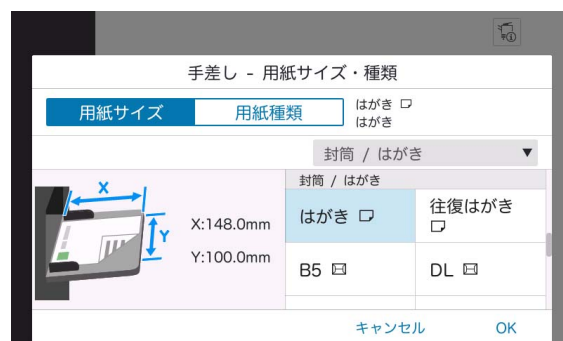 手差し - 用紙サイズ・種類
用紙サイズ
用紙種類
はがき
はがき
封筒 / はがき
封筒 / はがき
X
Y
X:148.0mm
Y:100.0mm
はがき
往復はがき
B5
DL
キャンセル
OK